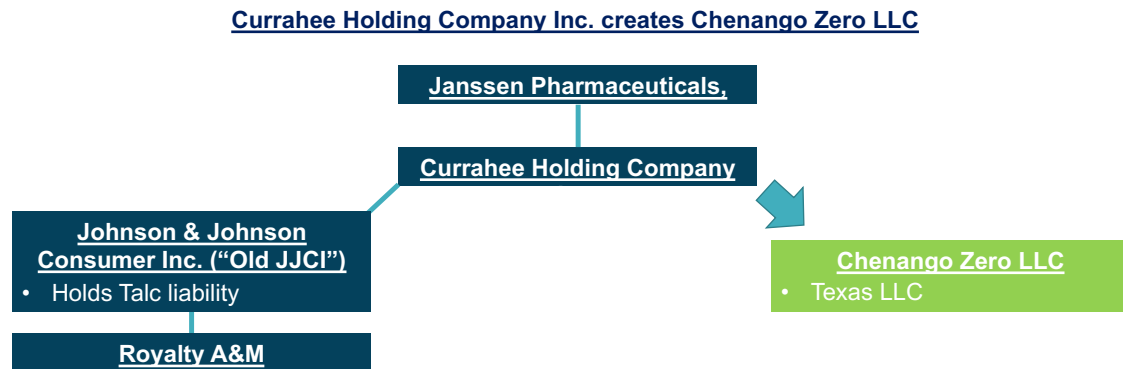 Currahee Holding Company Inc. creates Chenango Zero LLC
Janssen Pharmaceuticals,
Currahee Holding Company
Johnson & Johnson
Consumer Inc. (“Old JJCI”)
• Holds Talc liability
Chenango Zero LLC
• Texas LLC
Royalty A&M